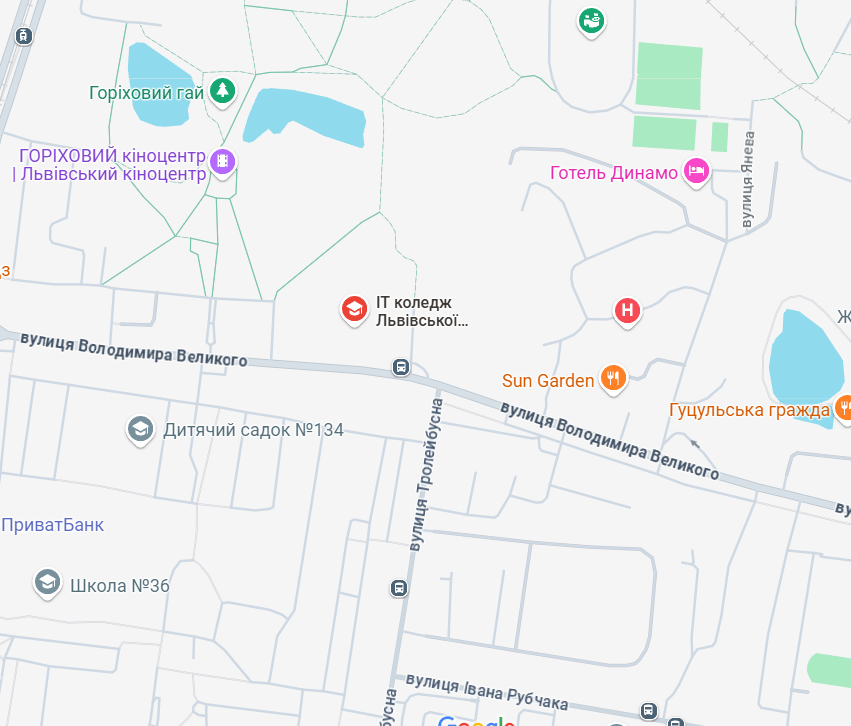 Горіховий гай
ГОРІХОВИЙ кіноцентр
| Львівський кіноцентр
Готель Динамо
вулиця Янева
ІТ коледж
Львівської...
H
вулиця Володимира Великого
Sun Garden
Гуцульська гражда
вулиця Володимира Великого
Дитячий садок №134
вулиця Тролейбусна
ПриватБанк
Школа №36
вулиця Івана Рубчака
Google